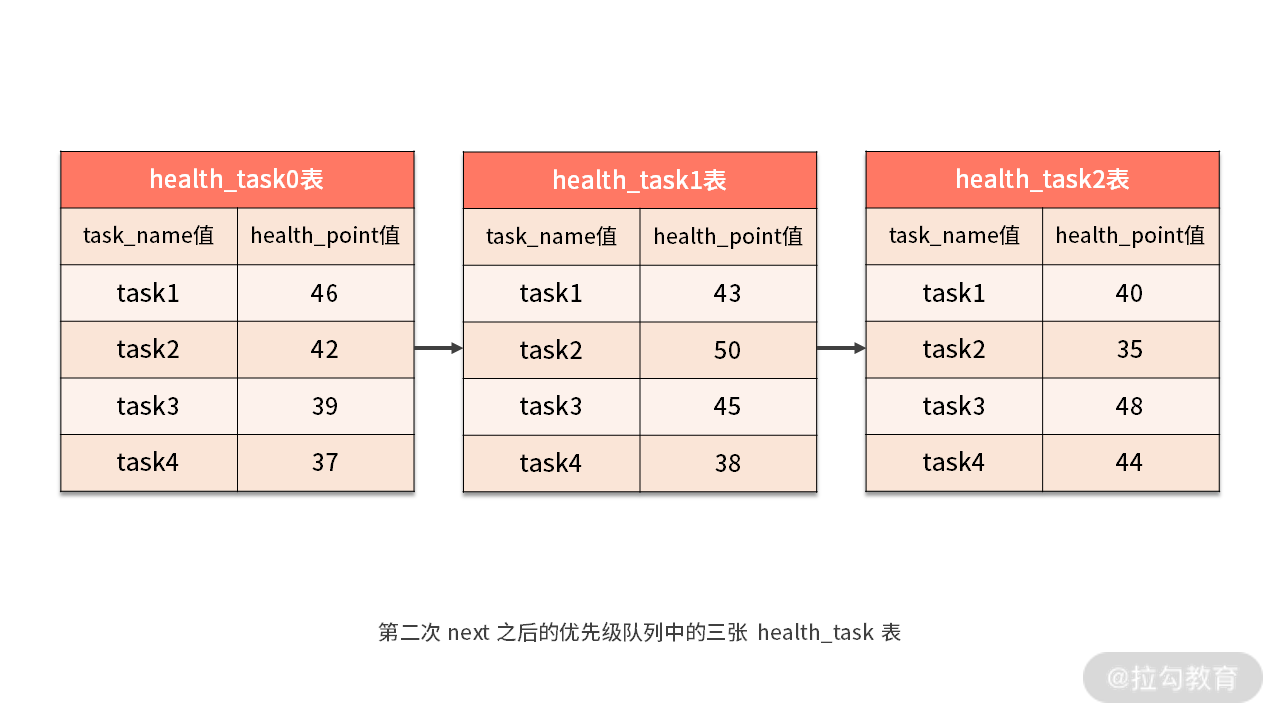 health_task0表
task_name值 health_point值
task1 46
task2 42
task3 39
task4 37
health_task1表
task_name值 health_point值
task1 43
task2 50
task3 45
task4 38
health_task2表
task_name值 health_point值
task1 40
task2 35
task3 48
task4 44
第二次 next 之后的优先级队列中的三张 health_task 表
@拉勾教育